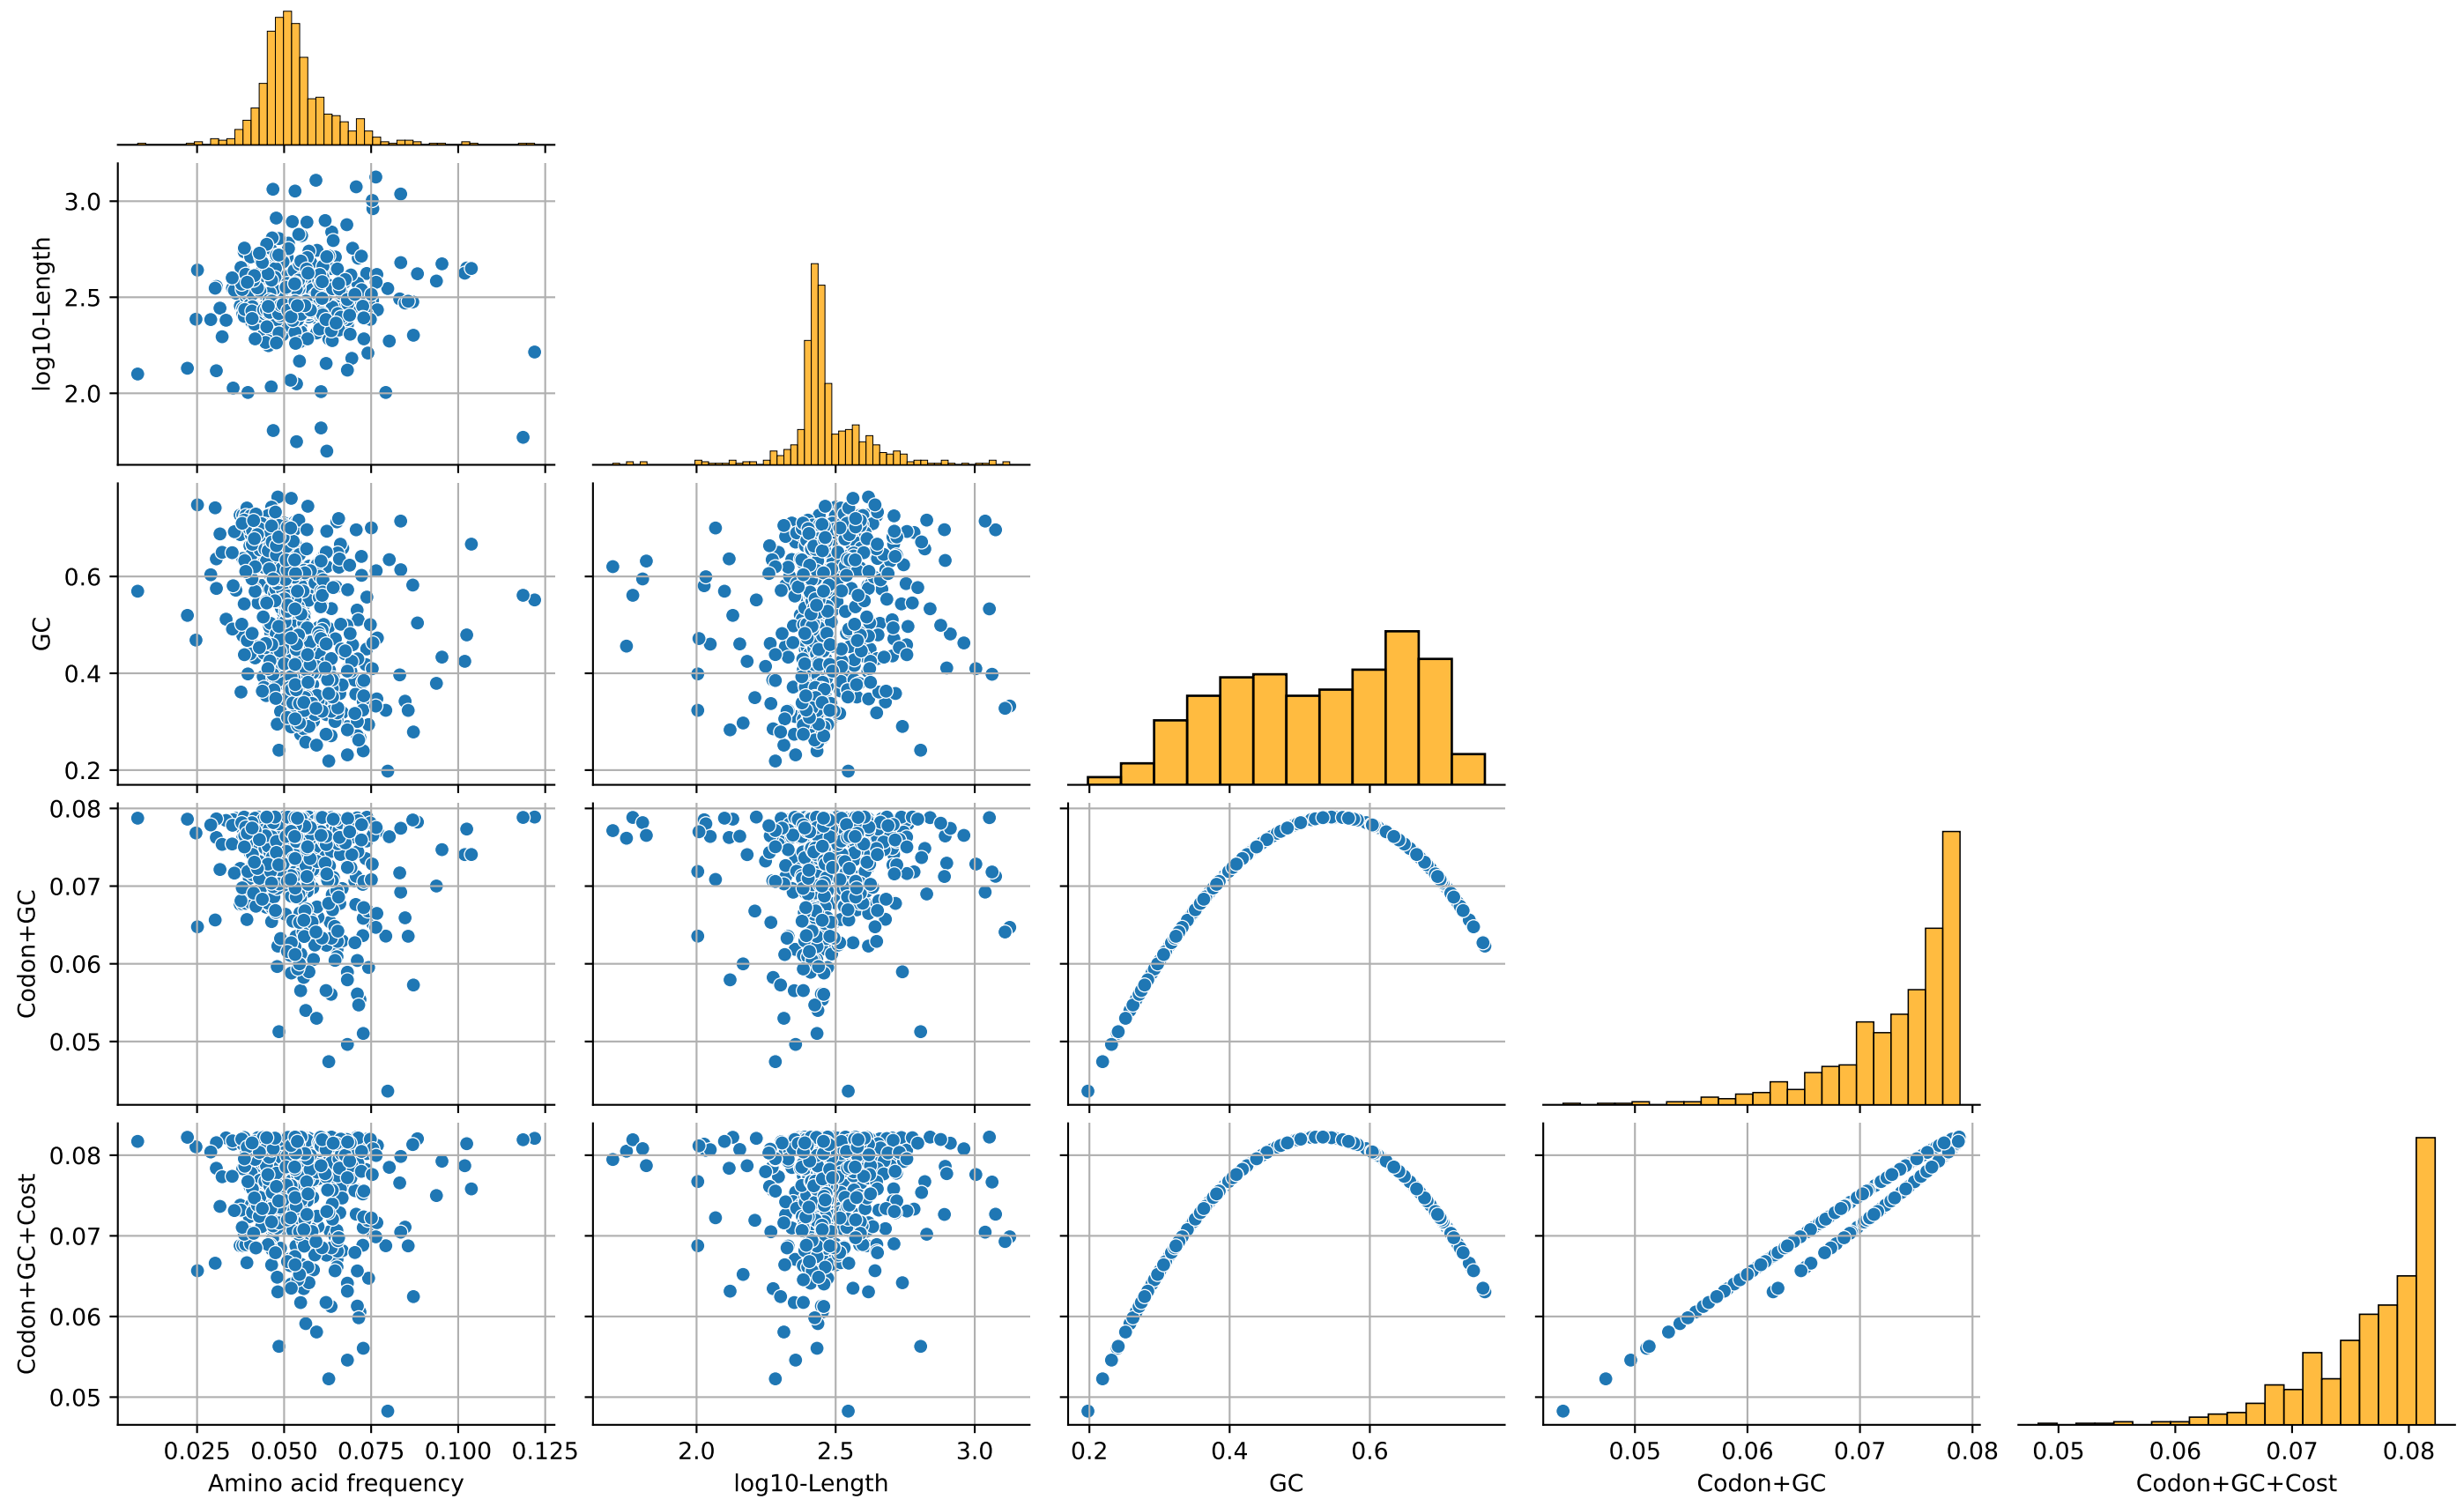 3.0
2.5
2.0
log10-Length
0.6
0.4
0.2
GC
0.08
0.07
0.06
0.05
Codon+GC
0.08
0.07
0.06
0.05
Codon+GC+Cost
0.025 0.050 0.075 0.100 0.125
Amino acid frequency
2.0 2.5 3.0
log10-Length
0.2 0.4 0.6
GC
0.05 0.06 0.07 0.08
Codon+GC
0.05 0.06 0.07 0.08
Codon+GC+Cost